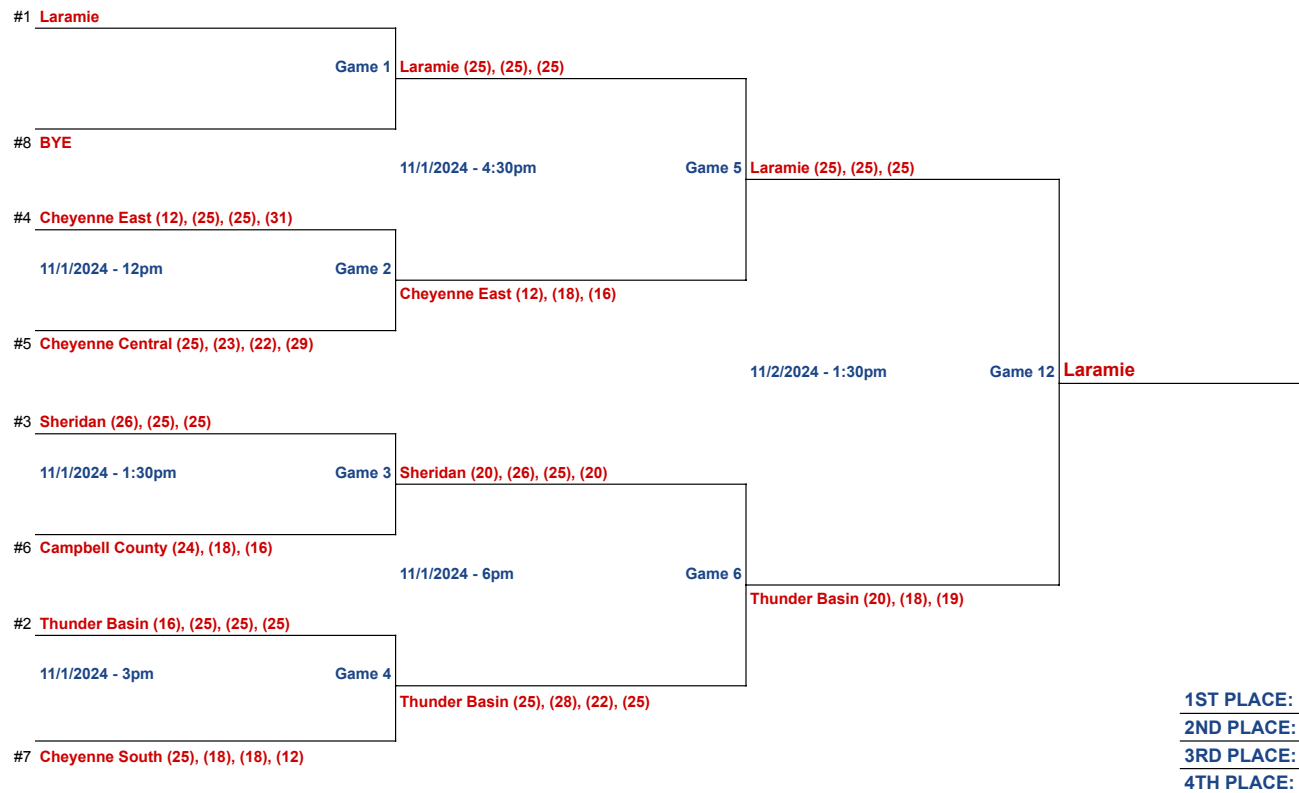 #1 Laramie
Game 1 Laramie (25), (25), (25)
#8 BYE
11/1/2024 - 4:30pm Game 5 Laramie (25), (25), (25)
#4 Cheyenne East (12), (25), (25), (31)
11/1/2024 - 12pm Game 2
Cheyenne East (12), (18), (16)
#5 Cheyenne Central (25), (23), (22), (29)
11/2/2024 - 1:30pm Game 12 Laramie
#3 Sheridan (26), (25), (25)
11/1/2024 - 1:30pm Game 3 Sheridan (20), (26), (25), (20)
#6 Campbell County (24), (18), (16)
11/1/2024 - 6pm Game 6
Thunder Basin (20), (18), (19)
#2 Thunder Basin (16), (25), (25), (25)
11/1/2024 - 3pm Game 4
Thunder Basin (25), (28), (22), (25)
1ST PLACE:
2ND PLACE:
#7 Cheyenne South (25), (18), (18), (12)
3RD PLACE:
4TH PLACE: